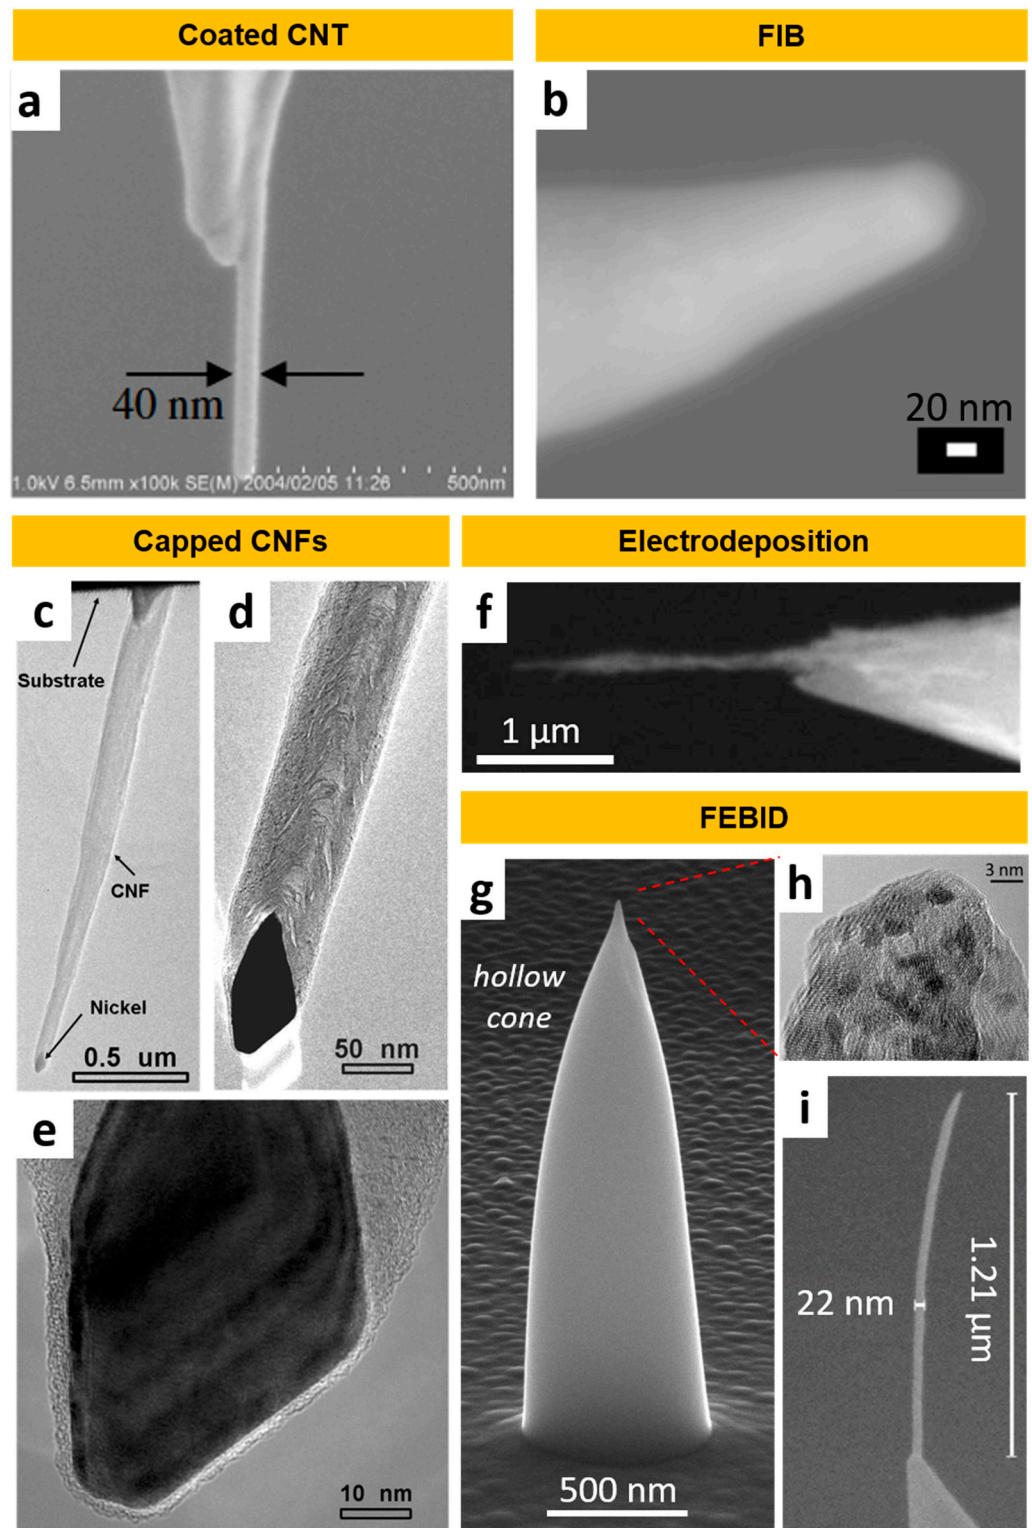 Coated CNT
FIB
a
40 nm
1.0kV 6.5mm x100k SE(M) 2004/02/05 11:26 500nm
b
20 nm
Capped CNFs
Electrodeposition
c
Substrate
CNF
Nickel
0.5 um
d
50 nm
f
1 µm
FEBID
e
10 nm
g
hollow
cone
500 nm
h
3 nm
i
22 nm
1.21 µm